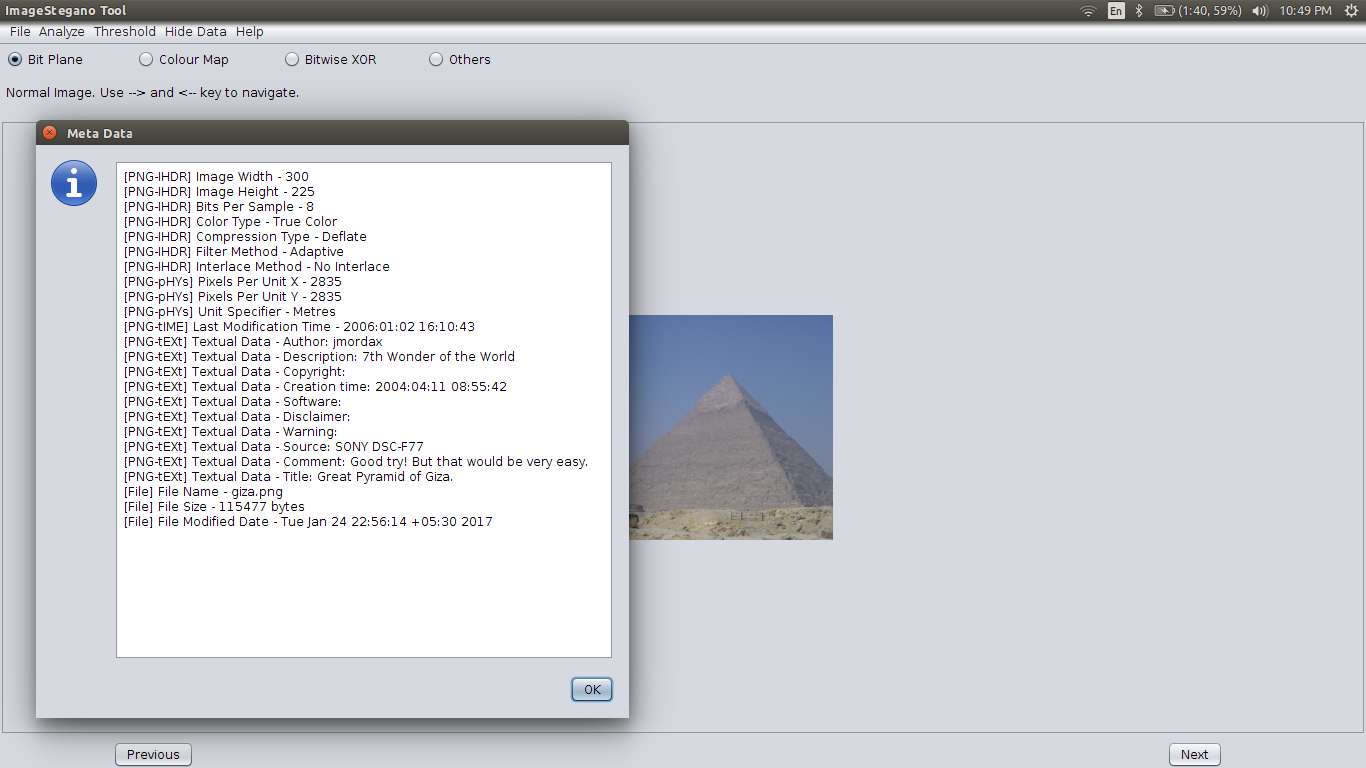 ImageStegano Tool
En
(1:40, 59%)
10:49 PM
File Analyze Threshold Hide Data Help
Bit Plane
Colour Map
Bitwise XOR
Others
Normal Image. Use --> and <-- key to navigate.
Meta Data
[PNG-IHDR] Image Width - 300
[PNG-IHDR] Image Height - 225
[PNG-IHDR] Bits Per Sample - 8
[PNG-IHDR] Color Type - True Color
[PNG-IHDR] Compression Type - Deflate
[PNG-IHDR] Filter Method - Adaptive
[PNG-IHDR] Interlace Method - No Interlace
[PNG-pHYs] Pixels Per Unit X - 2835
[PNG-pHYs] Pixels Per Unit Y - 2835
[PNG-pHYs] Unit Specifier - Metres
[PNG-tIME] Last Modification Time - 2006:01:02 16:10:43
[PNG-tEXt] Textual Data - Author: jmordax
[PNG-tEXt] Textual Data - Description: 7th Wonder of the World
[PNG-tEXt] Textual Data - Copyright:
[PNG-tEXt] Textual Data - Creation time: 2004:04:11 08:55:42
[PNG-tEXt] Textual Data - Software:
[PNG-tEXt] Textual Data - Disclaimer:
[PNG-tEXt] Textual Data - Warning:
[PNG-tEXt] Textual Data - Source: SONY DSC-F77
[PNG-tEXt] Textual Data - Comment: Good try! But that would be very easy.
[PNG-tEXt] Textual Data - Title: Great Pyramid of Giza.
[File] File Name - giza.png
[File] File Size - 115477 bytes
[File] File Modified Date - Tue Jan 24 22:56:14 +05:30 2017
OK
Previous
Next